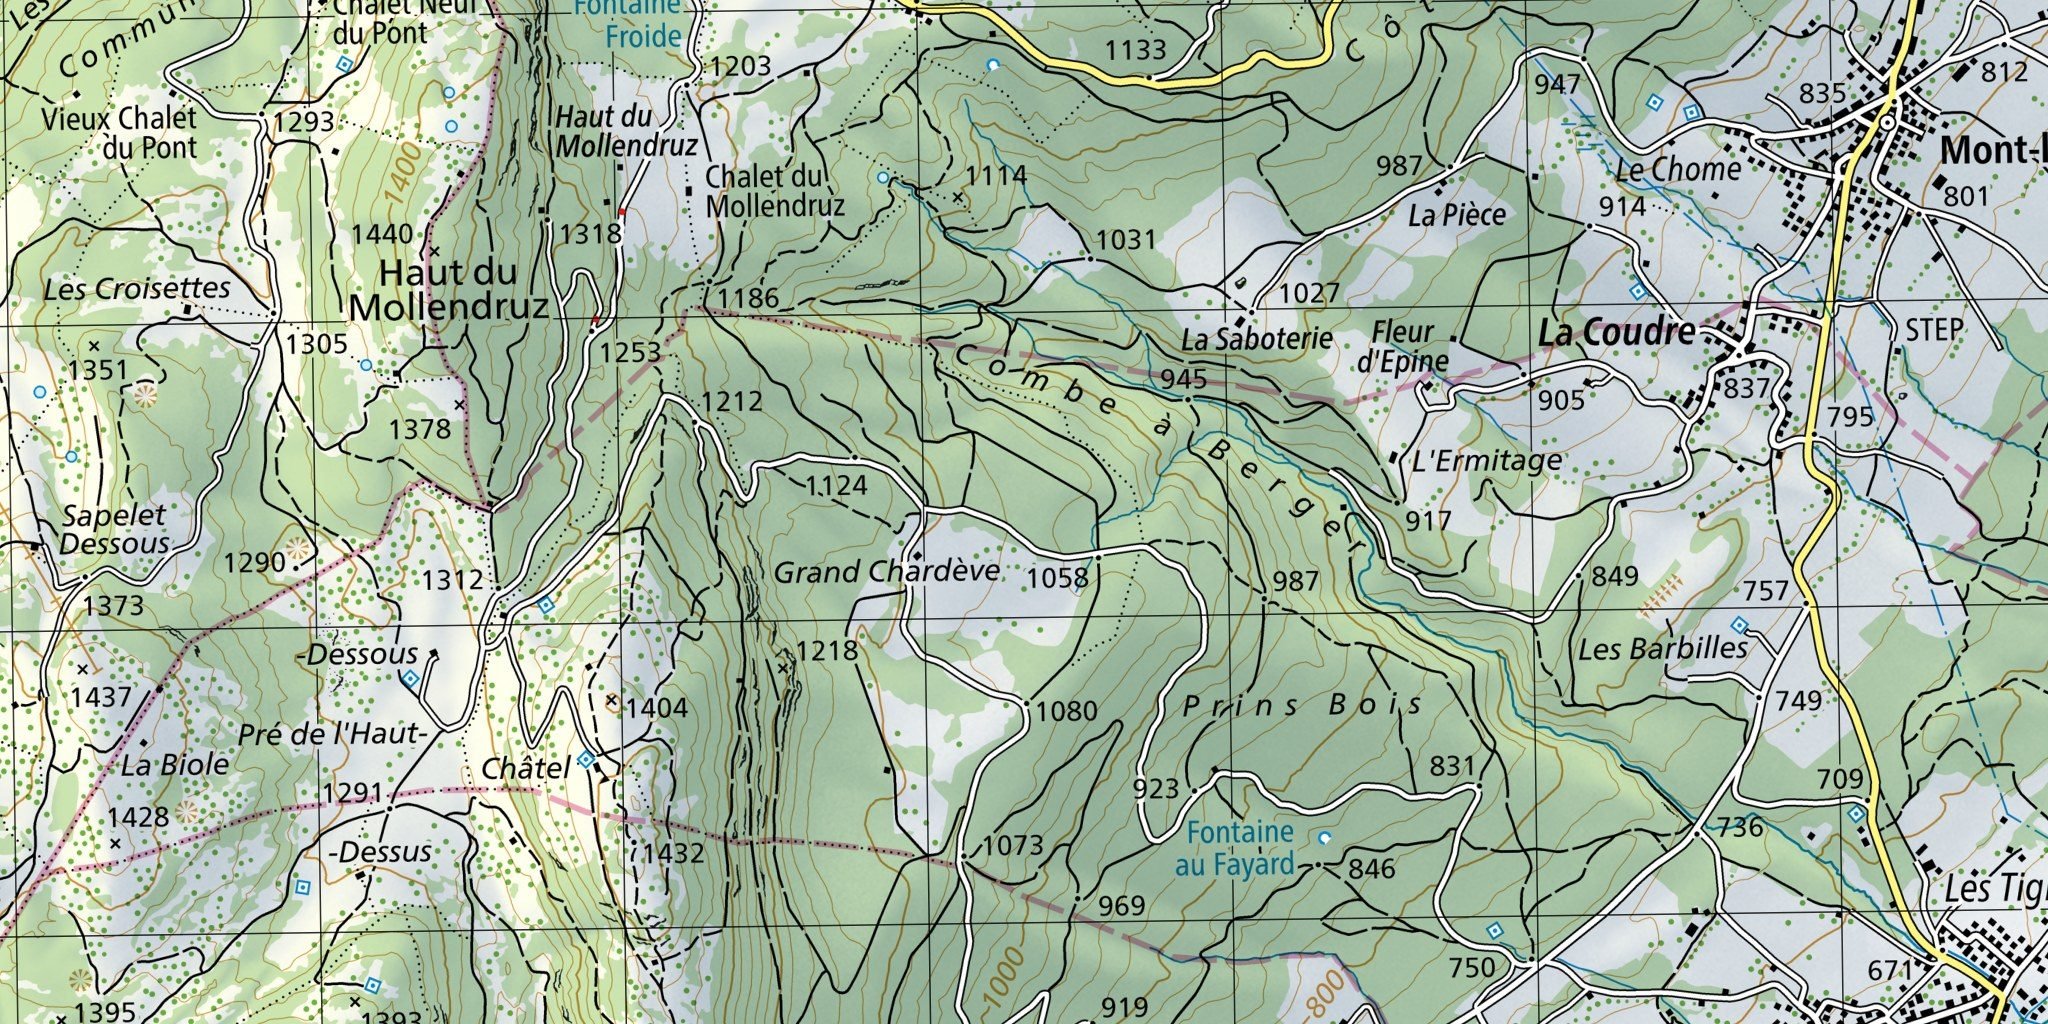 Les
Commun
Chalet Neuf
du Pont
Fontaine
Froide
1203
1133
Côt
947
835
812
Vieux Chalet
du Pont
1293
1400
Haut du
Mollendruz
Chalet du
Mollendruz
1114
987
Le Chome
La Pièce
914
Mont-
801
1440
1318
1031
Les Croisettes
Haut du
Mollendruz
1186
1027
La Saboterie
Fleur
d'Epine
La Coudre
STEP
1305
1351
1253
Combe à Berger
945
905
837
795
1378
1212
1124
L'Ermitage
917
Sapelet
Dessous
1290
1312
1373
Grand Chardève
1058
987
849
757
Les Barbilles
-Dessous
1218
1437
1404
Pré de l'Haut-
1080
Prins Bois
749
La Biole
Châtel
1291
923
831
709
1428
-Dessus
1432
1073
Fontaine
au Fayard
846
736
969
Les Tig
750
671
1000
800
919
1395
1393